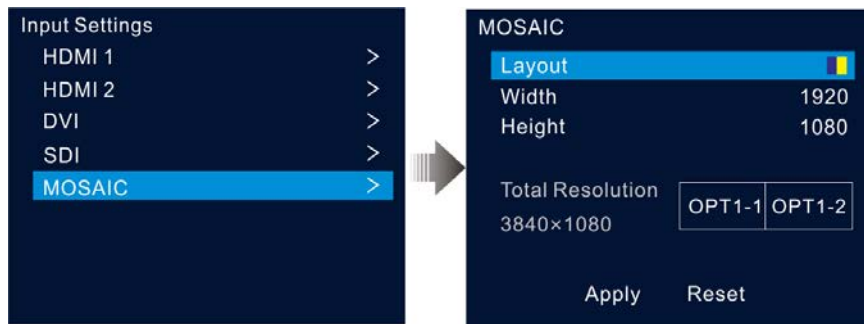 Input Settings
HDMI 1 >
HDMI 2 >
DVI >
SDI >
MOSAIC >
MOSAIC
Layout
Width 1920
Height 1080
Total Resolution
3840×1080
OPT1-1 OPT1-2
Apply Reset